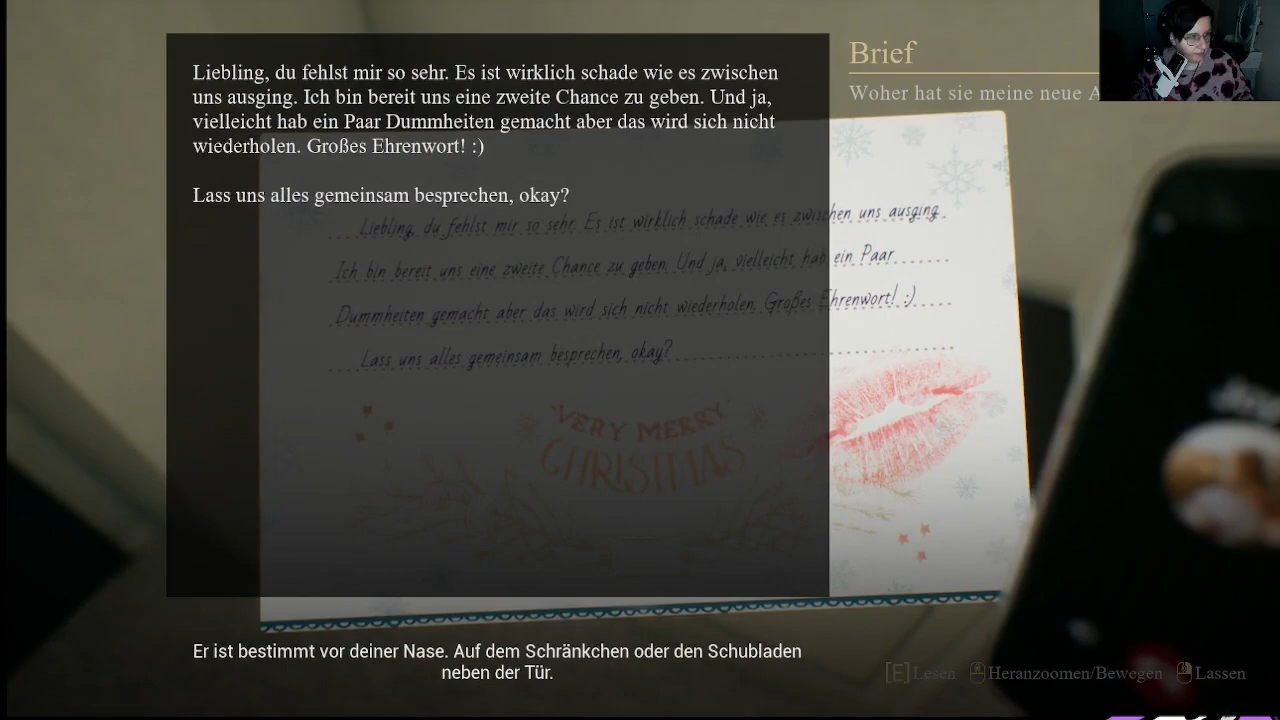 Liebling, du fehlst mir so sehr. Es ist wirklich schade wie es zwischen
uns ausging. Ich bin bereit uns eine zweite Chance zu geben. Und ja,
vielleicht hab ein Paar Dummheiten gemacht aber das wird sich nicht
wiederholen. Großes Ehrenwort! :)
Lass uns alles gemeinsam besprechen, okay?
Brief
Woher hat sie meine neue
Liebling, du fehlst mir so sehr. Es ist wirklich schade wie es zwischen uns ausging.
Ich bin bereit uns eine zweite Chance zu geben. Und ja, vielleicht hab ein Paar
Dummheiten gemacht aber das wird sich nicht wiederholen. Großes Ehrenwort! :)
Lass uns alles gemeinsam besprechen, okay?
VERY MERRY
CHRISTMAS
Er ist bestimmt vor deiner Nase. Auf dem Schränkchen oder den Schubladen
neben der Tür.
[E] Lesen Heranzoomen/Bewegen Lassen